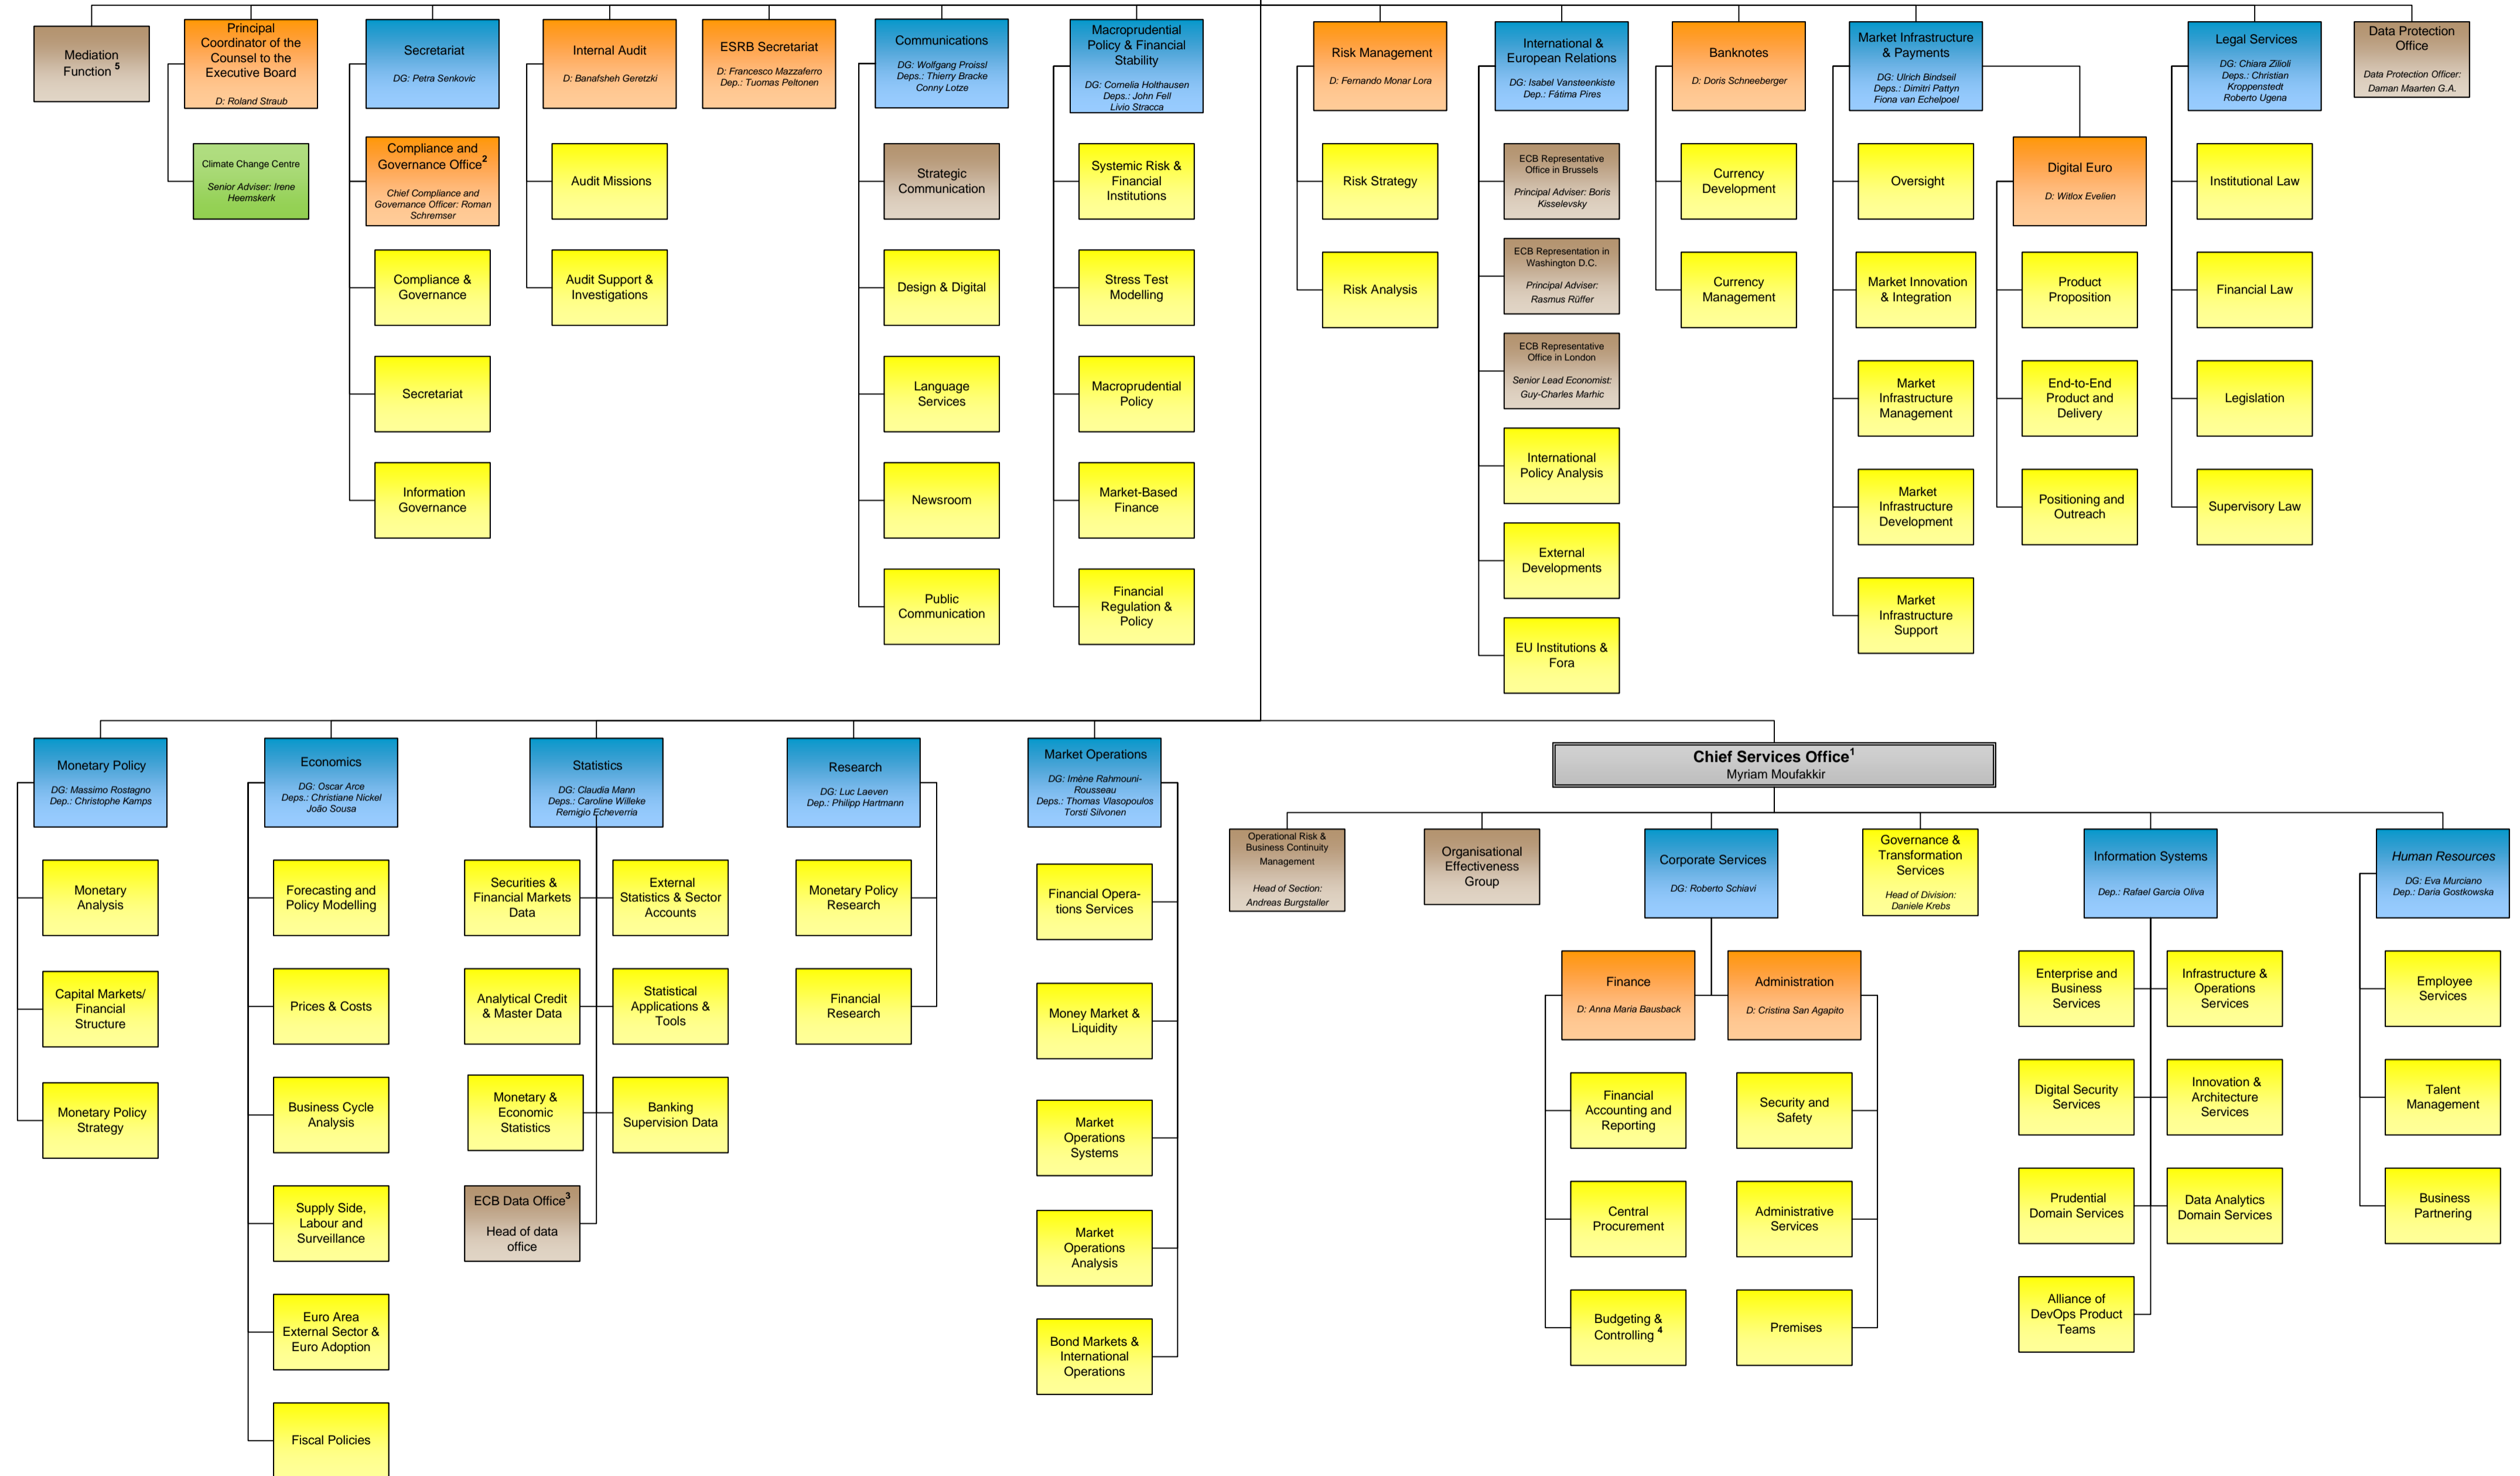 Mediation
Function 5
Principal
Coordinator of the
Counsel to the
Executive Board
D: Roland Straub
Climate Change Centre
Senior Adviser: Irene
Heemskerk
Secretariat
DG: Petra Senkovic
Compliance and
Governance Office2
Chief Compliance and
Governance Officer: Roman
Schremser
Compliance &
Governance
Secretariat
Information
Governance
Internal Audit
D: Banafsheh Geretzki
Audit Missions
Audit Support &
Investigations
ESRB Secretariat
D: Francesco Mazzaferro
Dep.: Tuomas Peltonen
Communications
DG: Wolfgang Proissl
Deps.: Thierry Bracke
Conny Lotze
Strategic
Communication
Design & Digital
Language
Services
Newsroom
Public
Communication
Macroprudential
Policy & Financial
Stability
DG: Cornelia Holthausen
Deps.: John Fell
Livio Stracca
Systemic Risk &
Financial
Institutions
Stress Test
Modelling
Macroprudential
Policy
Market-Based
Finance
Financial
Regulation &
Policy
Risk Management
D: Fernando Monar Lora
Risk Strategy
Risk Analysis
International &
European Relations
DG: Isabel Vansteenkiste
Dep.: Fátima Pires
ECB Representative
Office in Brussels
Principal Adviser: Boris
Kisselevsky
ECB Representation in
Washington D.C.
Principal Adviser:
Rasmus Rüffer
ECB Representative
Office in London
Senior Lead Economist:
Guy-Charles Marhic
International
Policy Analysis
External
Developments
EU Institutions &
Fora
Banknotes
D: Doris Schneeberger
Currency
Development
Currency
Management
Market Infrastructure
& Payments
DG: Ulrich Bindseil
Deps.: Dimitri Pattyn
Fiona van Echelpoel
Oversight
Market Innovation
& Integration
Market
Infrastructure
Management
Market
Infrastructure
Development
Market
Infrastructure
Support
Digital Euro
D: Witlox Evelien
Product
Proposition
End-to-End
Product and
Delivery
Positioning and
Outreach
Legal Services
DG: Chiara Zilioli
Deps.: Christian
Kroppenstedt
Roberto Ugena
Institutional Law
Financial Law
Legislation
Supervisory Law
Data Protection
Office
Data Protection Officer:
Daman Maarten G.A.
Monetary Policy
DG: Massimo Rostagno
Dep.: Christophe Kamps
Monetary
Analysis
Capital Markets/
Financial
Structure
Monetary Policy
Strategy
Economics
DG: Oscar Arce
Deps.: Christiane Nickel
João Sousa
Forecasting and
Policy Modelling
Prices & Costs
Business Cycle
Analysis
Supply Side,
Labour and
Surveillance
Euro Area
External Sector &
Euro Adoption
Fiscal Policies
Statistics
DG: Claudia Mann
Deps.: Caroline Willeke
Remigio Echeverria
Securities &
Financial Markets
Data
External
Statistics & Sector
Accounts
Analytical Credit
& Master Data
Statistical
Applications &
Tools
Monetary &
Economic
Statistics
Banking
Supervision Data
ECB Data Office3
Head of data
office
Research
DG: Luc Laeven
Dep.: Philipp Hartmann
Monetary Policy
Research
Financial
Research
Market Operations
DG: Imène Rahmouni-
Rousseau
Deps.: Thomas Vlasopoulos
Torsti Silvonen
Financial Opera-
tions Services
Money Market &
Liquidity
Market
Operations
Systems
Market
Operations
Analysis
Bond Markets &
International
Operations
Chief Services Office1
Myriam Moufakkir
Operational Risk &
Business Continuity
Management
Head of Section:
Andreas Burgstaller
Organisational
Effectiveness
Group
Corporate Services
DG: Roberto Schiavi
Finance
D: Anna Maria Bausback
Financial
Accounting and
Reporting
Central
Procurement
Budgeting &
Controlling 4
Administration
D: Cristina San Agapito
Security and
Safety
Administrative
Services
Premises
Governance &
Transformation
Services
Head of Division:
Daniele Krebs
Information Systems
Dep.: Rafael Garcia Oliva
Enterprise and
Business
Services
Infrastructure &
Operations
Services
Digital Security
Services
Innovation &
Architecture
Services
Prudential
Domain Services
Data Analytics
Domain Services
Alliance of
DevOps Product
Teams
Human Resources
DG: Eva Murciano
Dep.: Daria Gostkowska
Employee
Services
Talent
Management
Business
Partnering